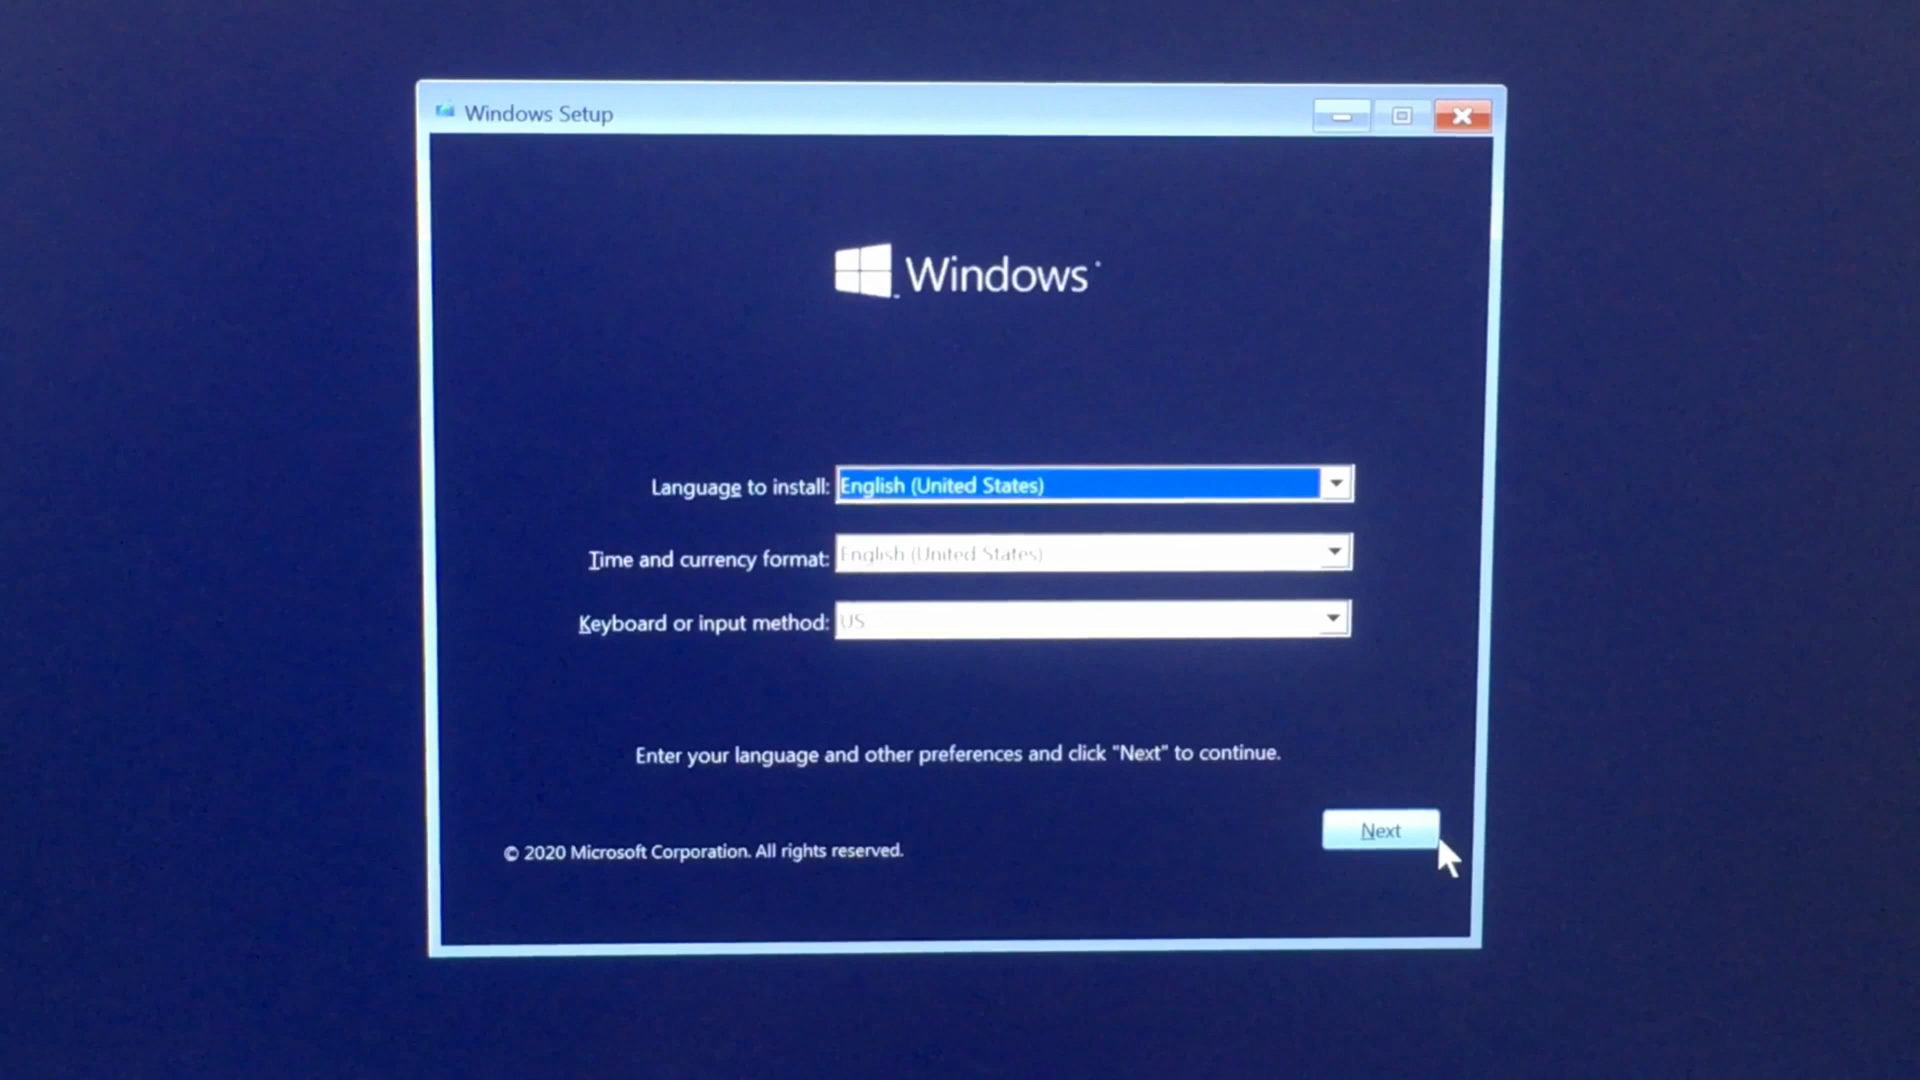 Windows Setup
Windows
Language to install: English (United States)
Time and currency format: English (United States)
Keyboard or input method: US
Enter your language and other preferences and click "Next" to continue.
Next
© 2020 Microsoft Corporation. All rights reserved.